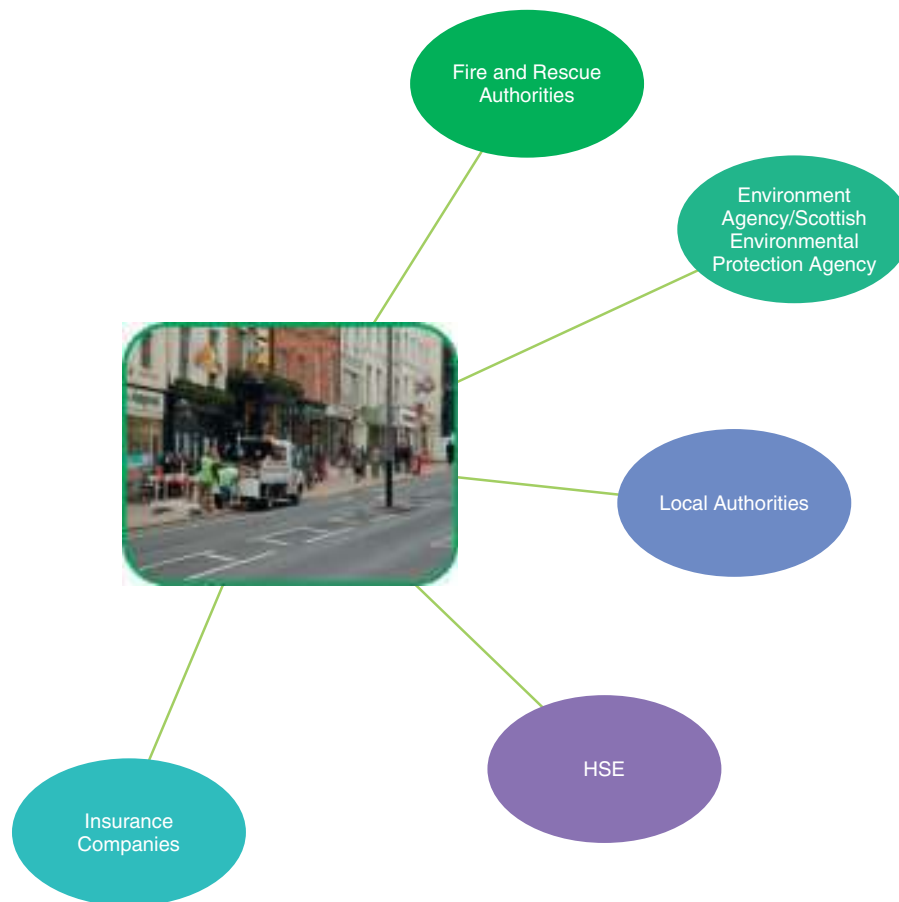 Fire and Rescue
Authorities
Environment
Agency/Scottish
Environmental
Protection Agency
Local Authorities
HSE
Insurance
Companies